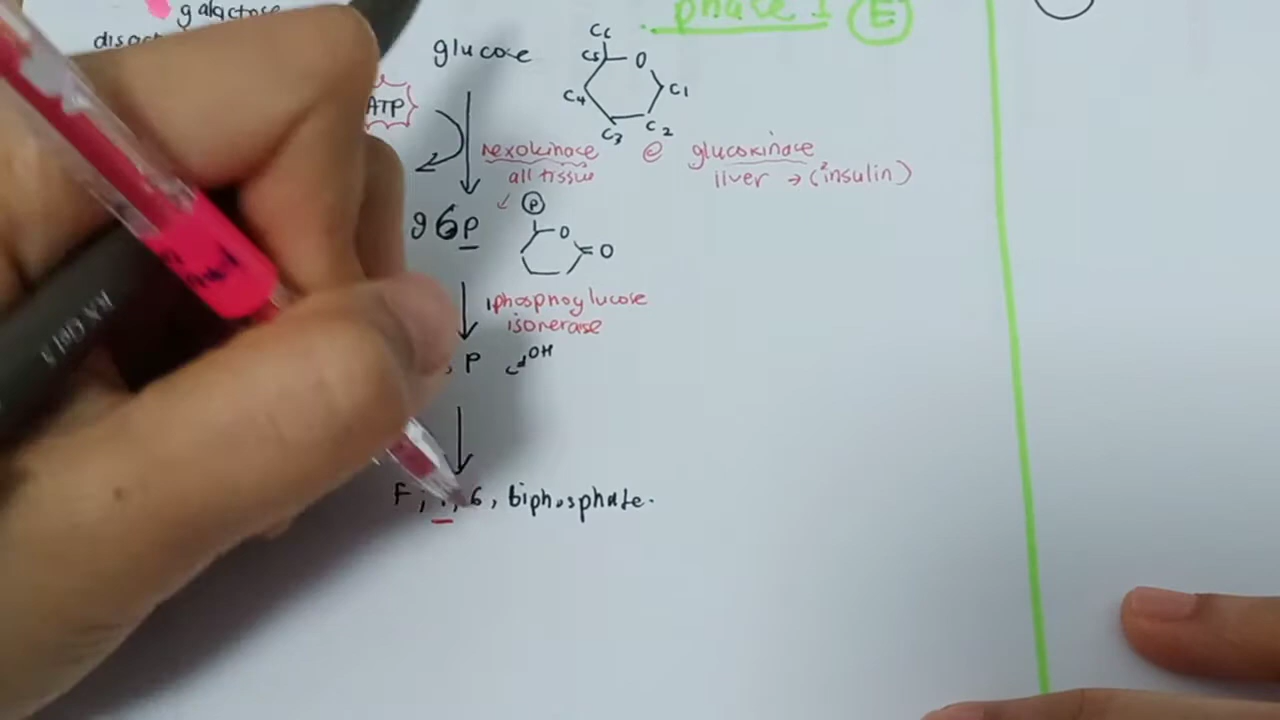 galactose
phase I E
glucose
C6
C5 O
C4 C1
C3 C2
ATP
hexokinase e glucokinase
all tissue liver → (insulin)
g6P P
O
O
phosphoglucose
isomerase
P OH
F; 1, 6, biphosphate.